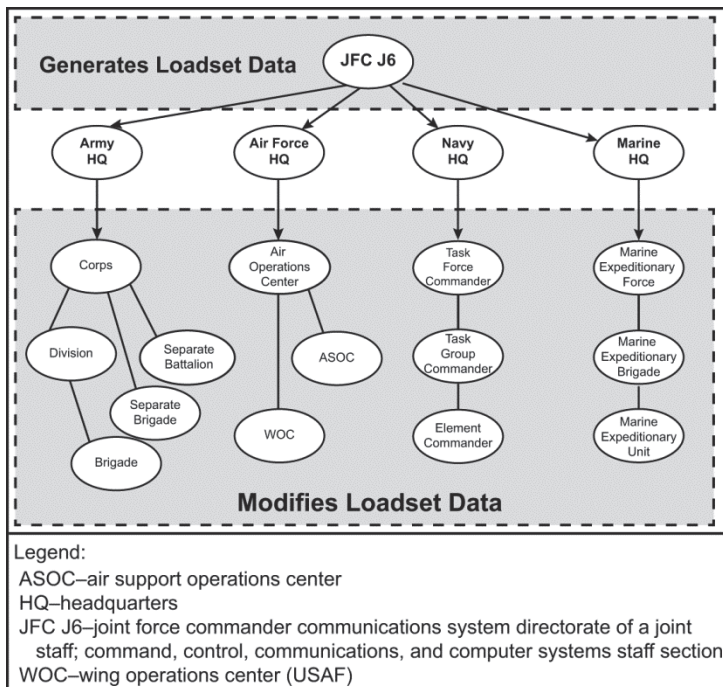 Generates Loadset Data
JFC J6
Army
HQ
Air Force
HQ
Navy
HQ
Marine
HQ
Corps
Air
Operations
Center
Task
Force
Commander
Marine
Expeditionary
Force
Division
Separate
Battalion
ASOC
Task
Group
Commander
Marine
Expeditionary
Brigade
Separate
Brigade
Brigade
WOC
Element
Commander
Marine
Expeditionary
Unit
Modifies Loadset Data
Legend:
ASOC–air support operations center
HQ–headquarters
JFC J6–joint force commander communications system directorate of a joint
staff; command, control, communications, and computer systems staff section
WOC–wing operations center (USAF)